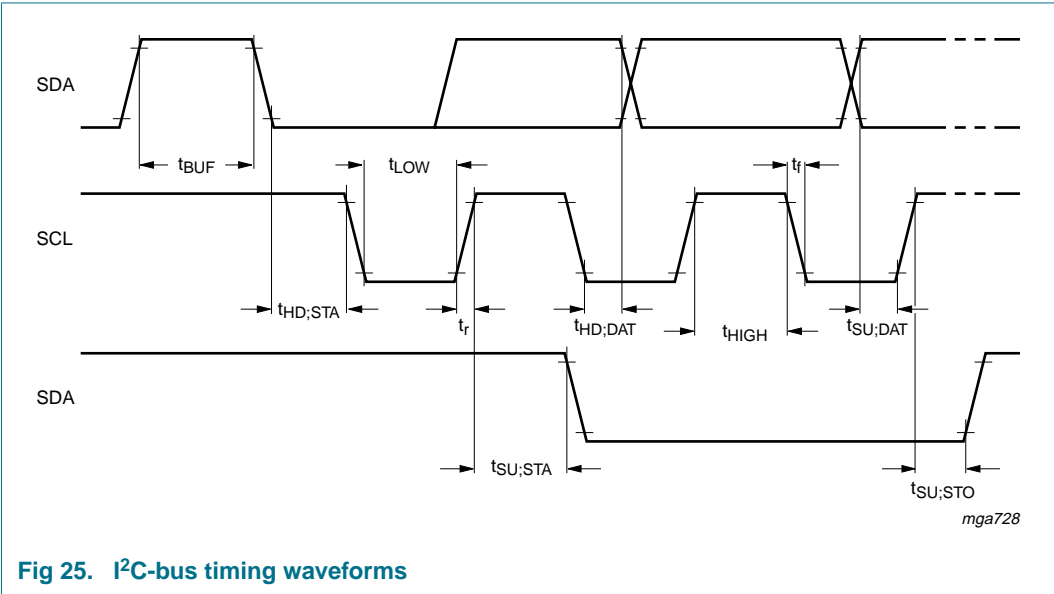 SDA
tBUF
tLOW
tf
SCL
tHD;STA
tr
tHD;DAT
tHIGH
tSU;DAT
SDA
tSU;STA
tSU;STO
mga728
Fig 25. I²C-bus timing waveforms